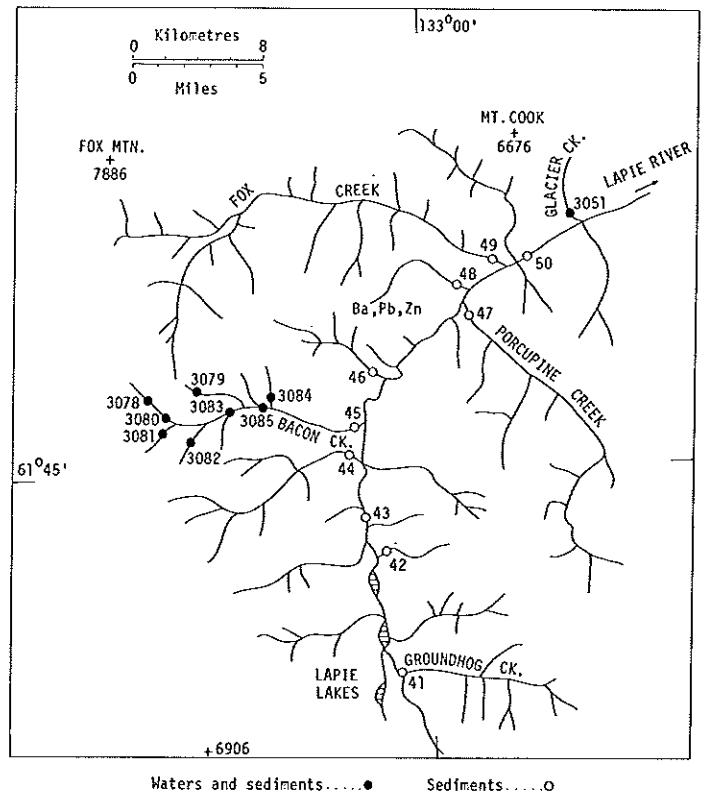 133°00'
Kilometres
0 8
0 5
Miles
MT. COOK
+
6676
FOX MTN.
+
7886
GLACIER CK.
LAPIE RIVER
3051
FOX CREEK
49
50
48
Ba,Pb,Zn
47
PORCUPINE CREEK
46
3079
3084
3078
3083
3080
3085
3081
BACON CK.
45
3082
44
61°45'
43
42
GROUNDHOG CK.
LAPIE
LAKES
41
+6906
Waters and sediments.....● Sediments.....○